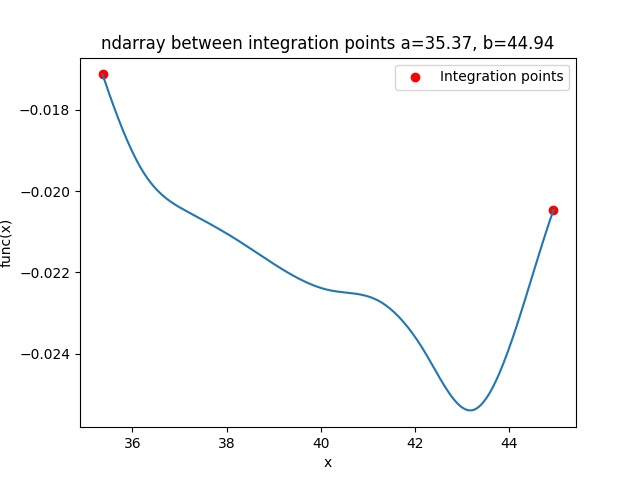 ndarray between integration points a=35.37, b=44.94
Integration points
−0.018
−0.020
−0.022
−0.024
func(x)
36
38
40
42
44
x